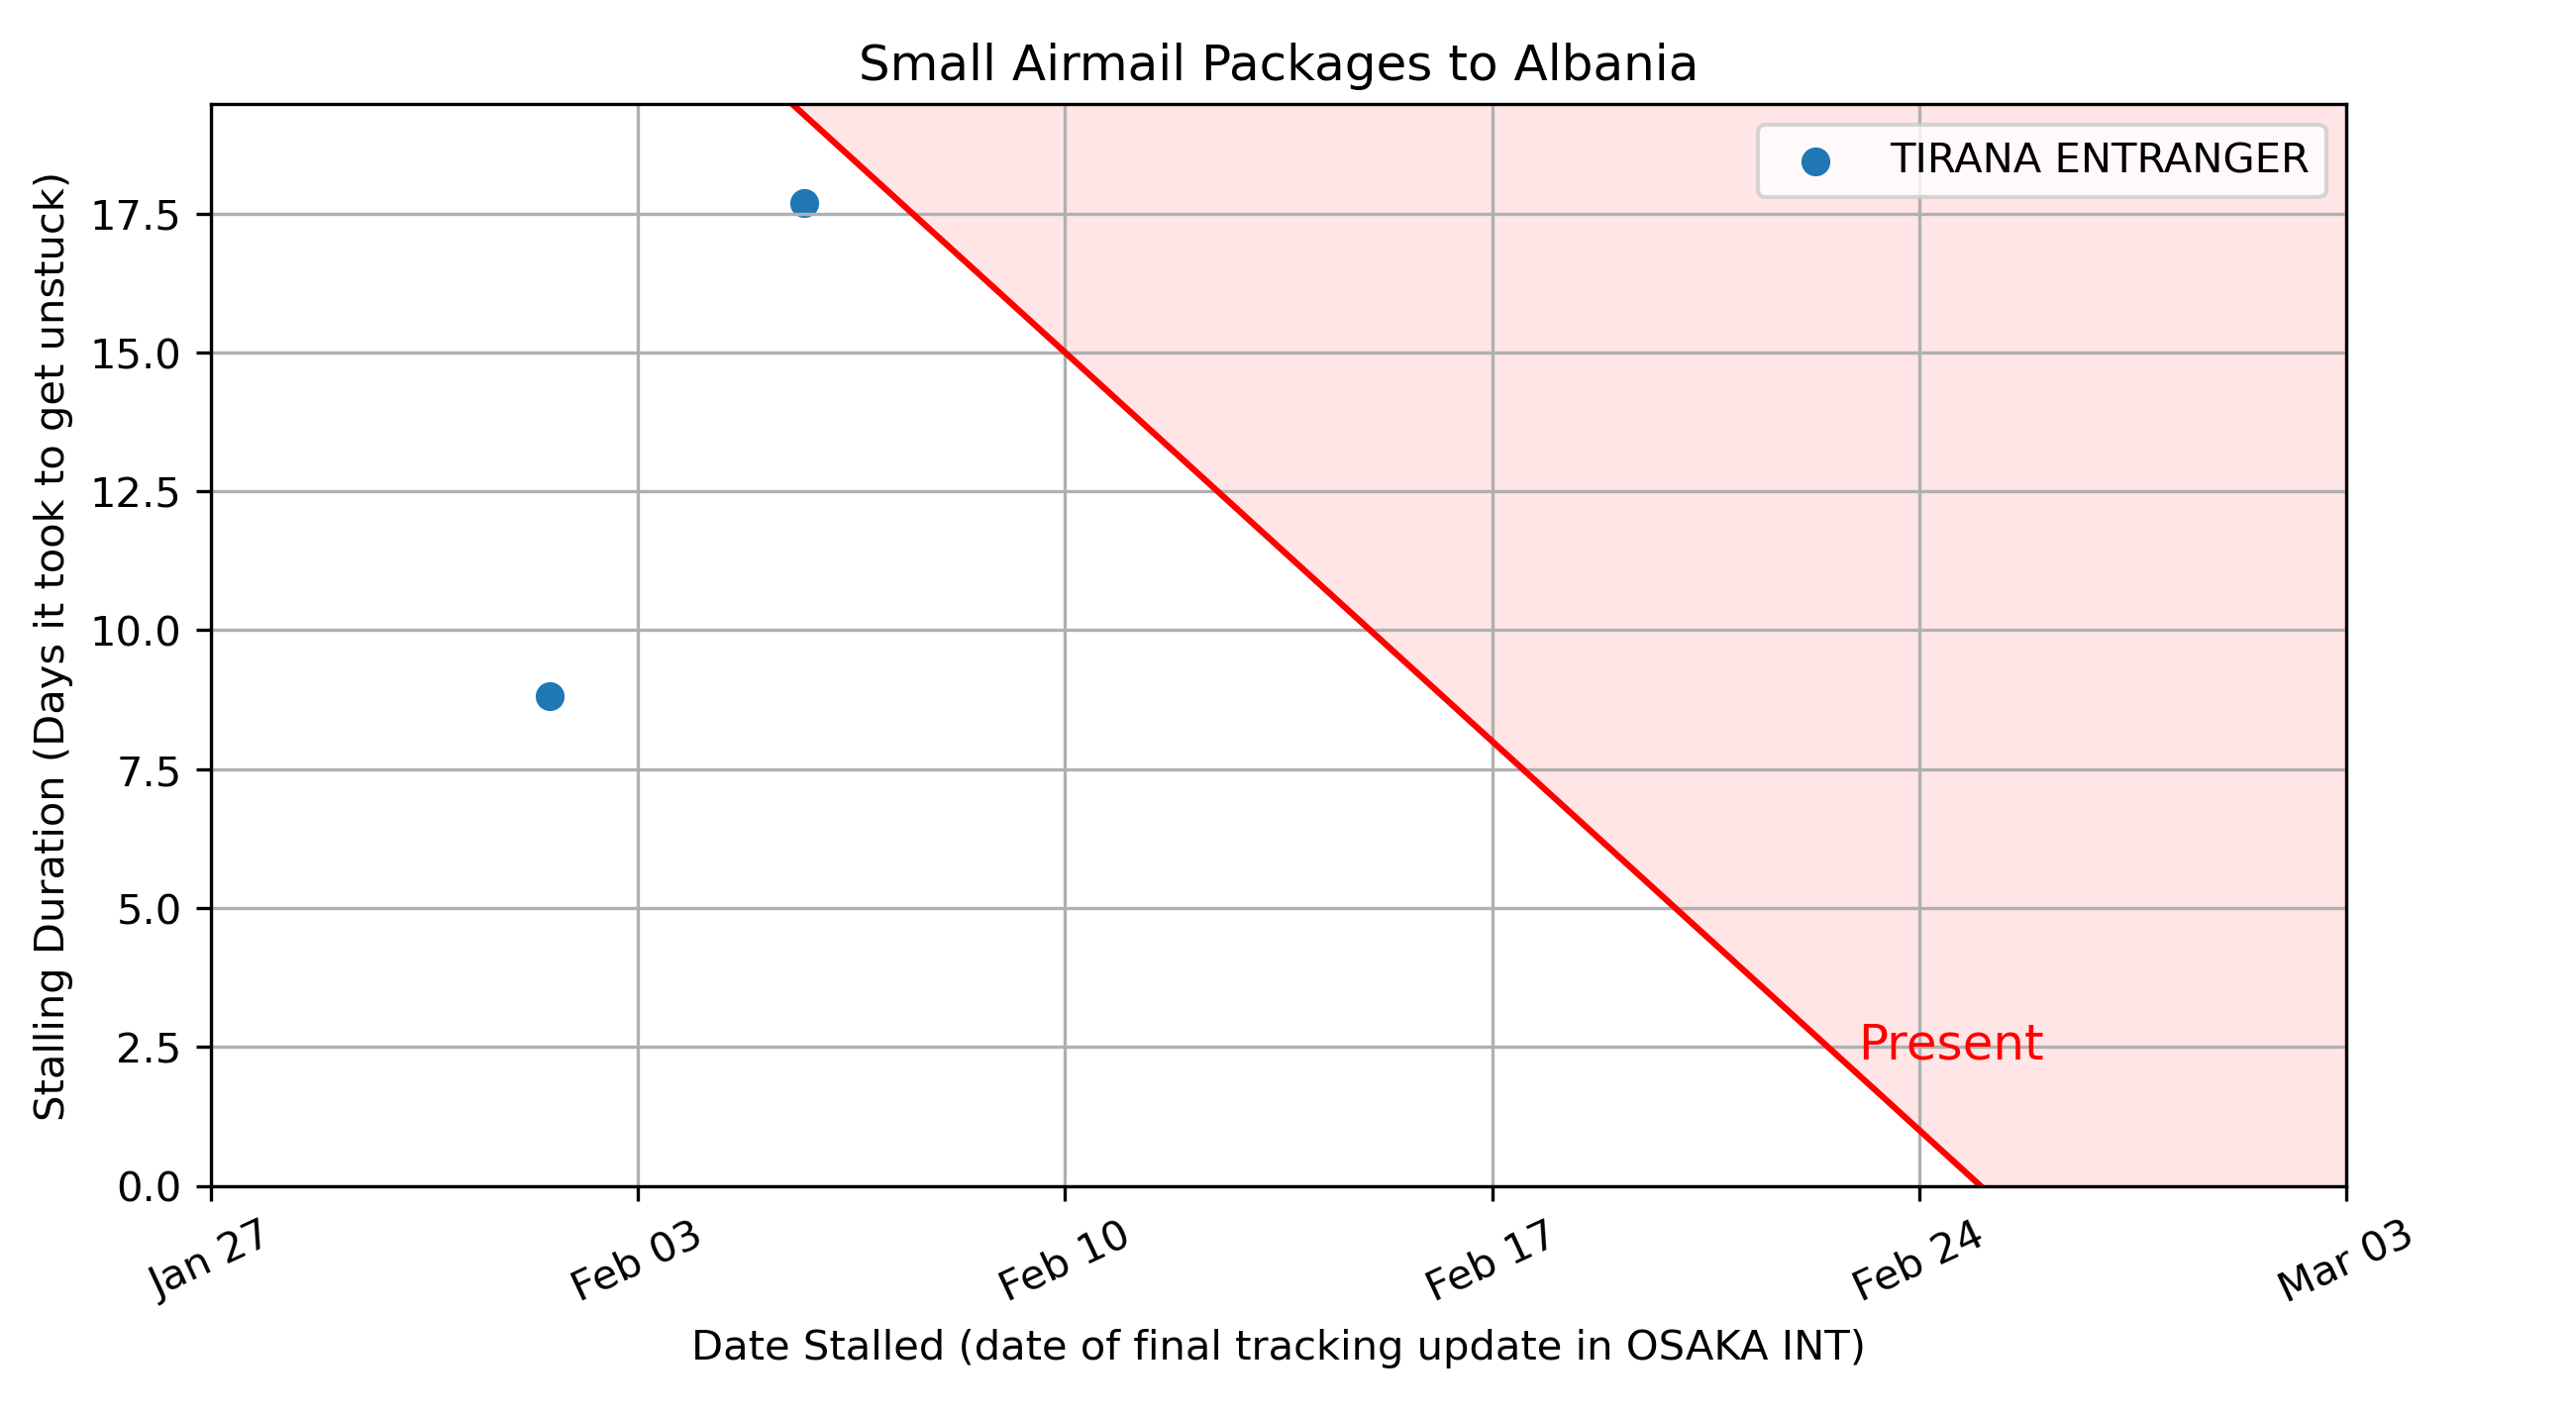 Small Airmail Packages to Albania
TIRANA ENTRANGER
Stalling Duration (Days it took to get unstuck)
17.5
15.0
12.5
10.0
7.5
5.0
2.5
0.0
Present
Jan 27
Feb 03
Feb 10
Feb 17
Feb 24
Mar 03
Date Stalled (date of final tracking update in OSAKA INT)